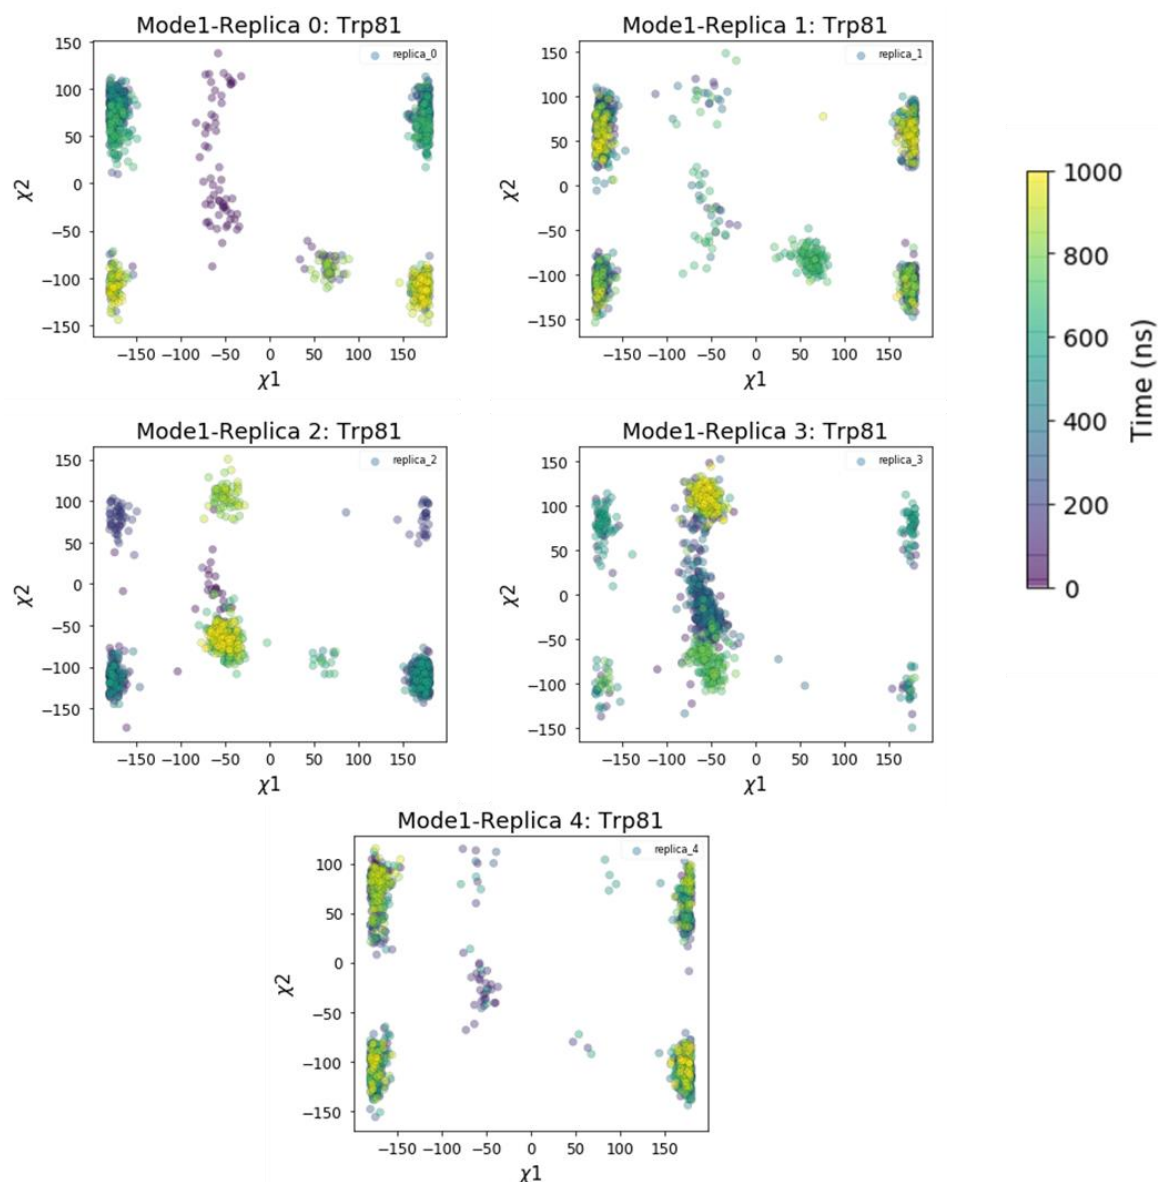 Mode1-Replica 0: Trp81
replica_0
150
100
50
0
−50
−100
−150
χ2
−150 −100 −50 0 50 100 150
χ1
Mode1-Replica 1: Trp81
replica_1
150
100
50
0
−50
−100
−150
χ2
−150 −100 −50 0 50 100 150
χ1
1000
800
600
400
200
0
Time (ns)
Mode1-Replica 2: Trp81
replica_2
150
100
50
0
−50
−100
−150
χ2
−150 −100 −50 0 50 100 150
χ1
Mode1-Replica 3: Trp81
replica_3
150
100
50
0
−50
−100
−150
χ2
−150 −100 −50 0 50 100 150
χ1
Mode1-Replica 4: Trp81
replica_4
100
50
0
−50
−100
−150
χ2
−150 −100 −50 0 50 100 150
χ1